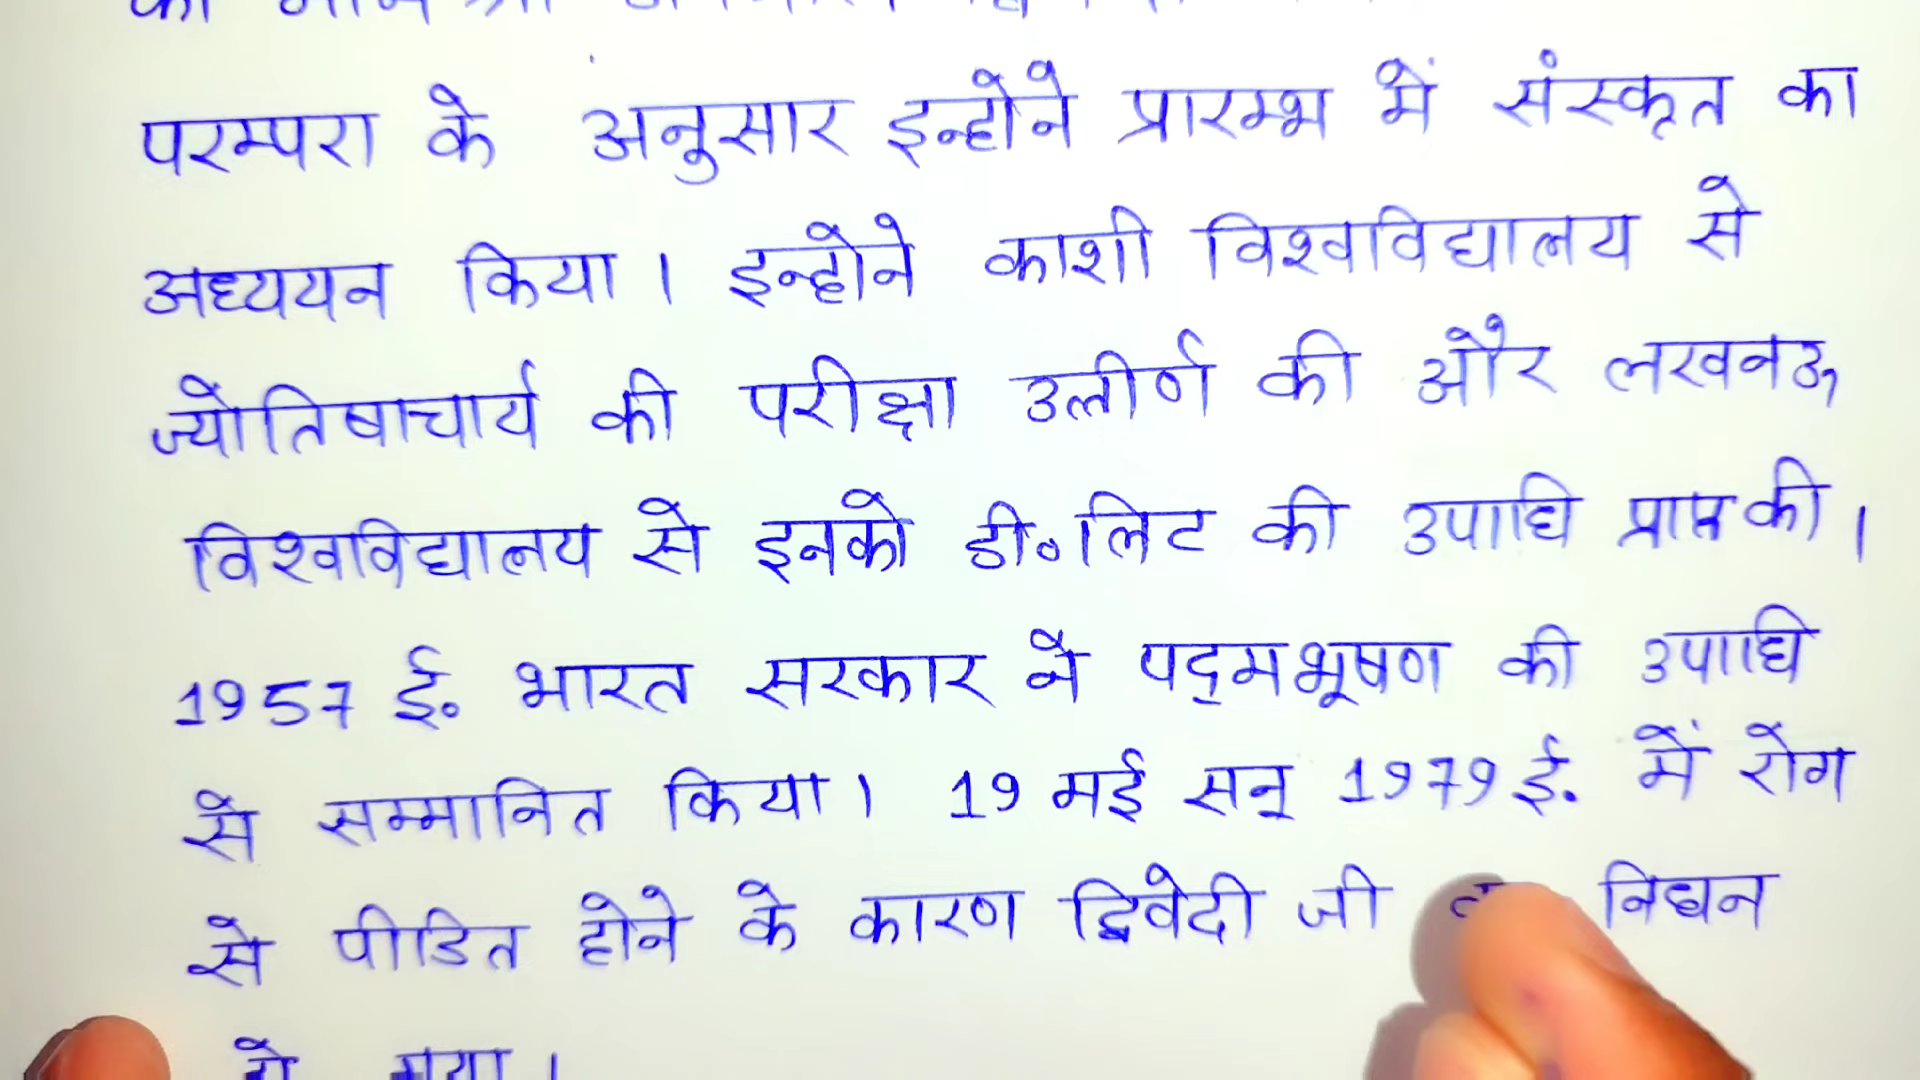 परम्परा के अनुसार इन्होने प्रारम्भ में संस्कृत का
अध्ययन किया। इन्होने काशी विश्वविद्यालय से
ज्योतिषाचार्य की परीक्षा उत्तीर्ण की और लखनऊ
विश्वविद्यालय से इनको डी॰लिट की उपाधि प्राप्त की।
1957 ई. भारत सरकार ने पद्मभूषण की उपाधि
से सम्मानित किया। 19 मई सन् 1979 ई. में रोग
से पीडित होने के कारण द्विवेदी जी निधन
गया।